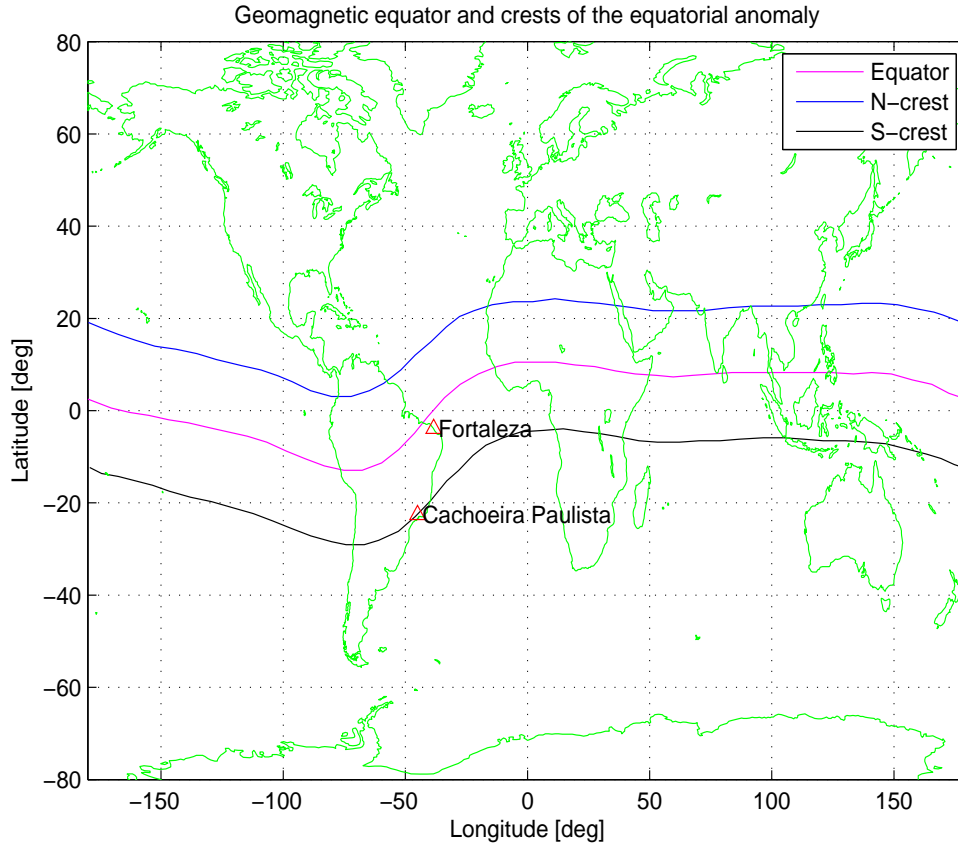 Geomagnetic equator and crests of the equatorial anomaly
Equator
N−crest
S−crest
80
60
40
20
0
−20
−40
−60
−80
Latitude [deg]
Fortaleza
Cachoeira Paulista
−150
−100
−50
0
50
100
150
Longitude [deg]